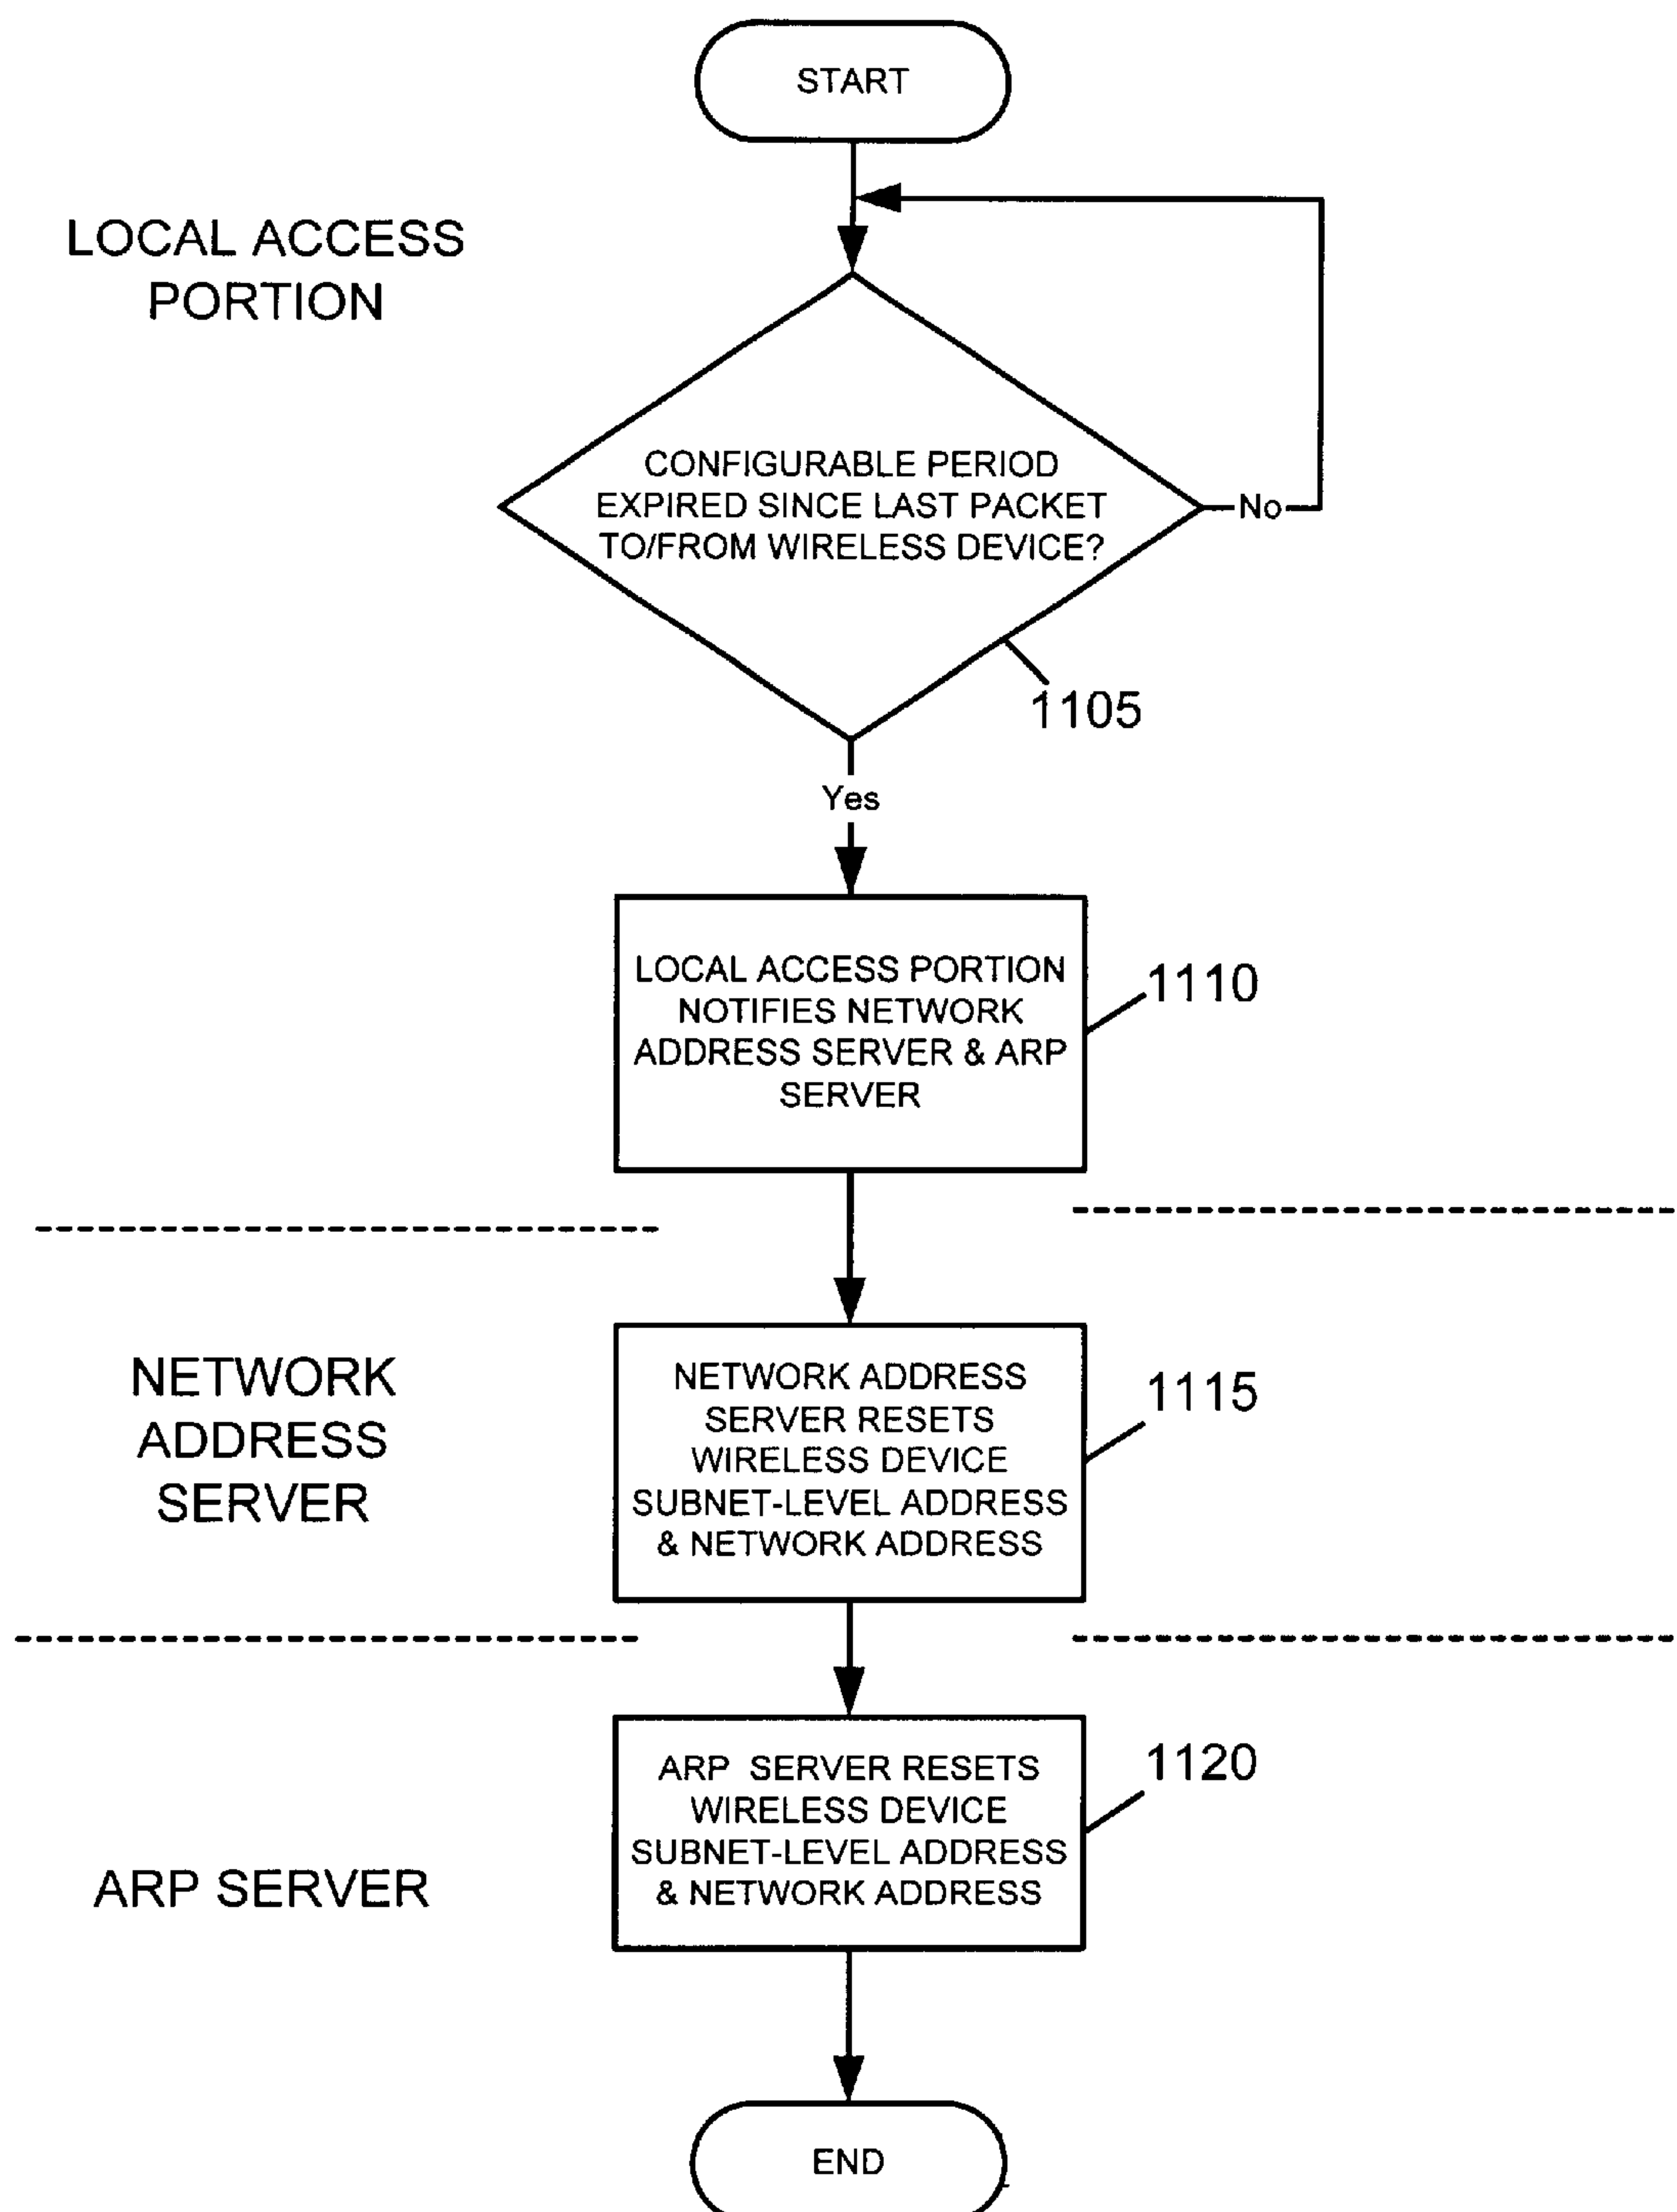 START
LOCAL ACCESS
PORTION
CONFIGURABLE PERIOD
EXPIRED SINCE LAST PACKET
TO/FROM WIRELESS DEVICE?
No
1105
Yes
LOCAL ACCESS PORTION
NOTIFIES NETWORK
ADDRESS SERVER & ARP
SERVER
1110
NETWORK
ADDRESS
SERVER
NETWORK ADDRESS
SERVER RESETS
WIRELESS DEVICE
SUBNET-LEVEL ADDRESS
& NETWORK ADDRESS
1115
ARP SERVER
ARP SERVER RESETS
WIRELESS DEVICE
SUBNET-LEVEL ADDRESS
& NETWORK ADDRESS
1120
END